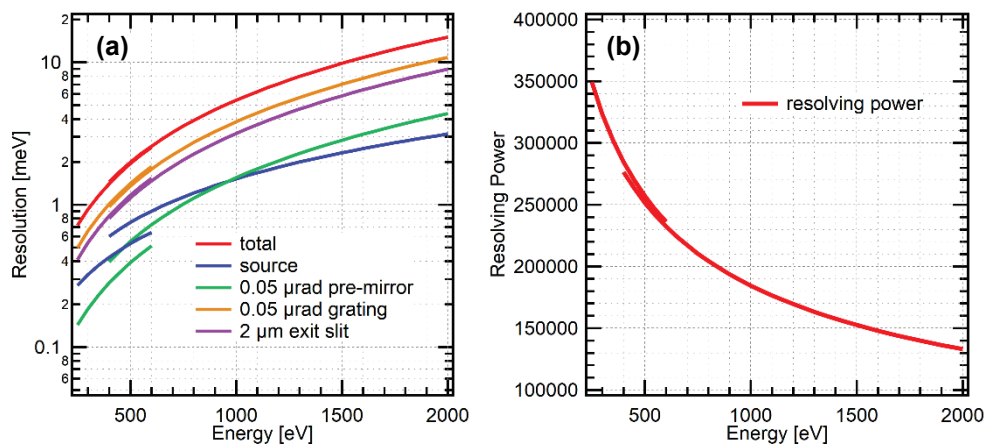 (a)
Resolution [meV]
2
10
8
6
4
2
1
8
6
4
2
0.1
8
6
total
source
0.05 µrad pre-mirror
0.05 µrad grating
2 µm exit slit
500 1000 1500 2000
Energy [eV]
(b)
Resolving Power
400000
350000
300000
250000
200000
150000
100000
resolving power
500 1000 1500 2000
Energy [eV]